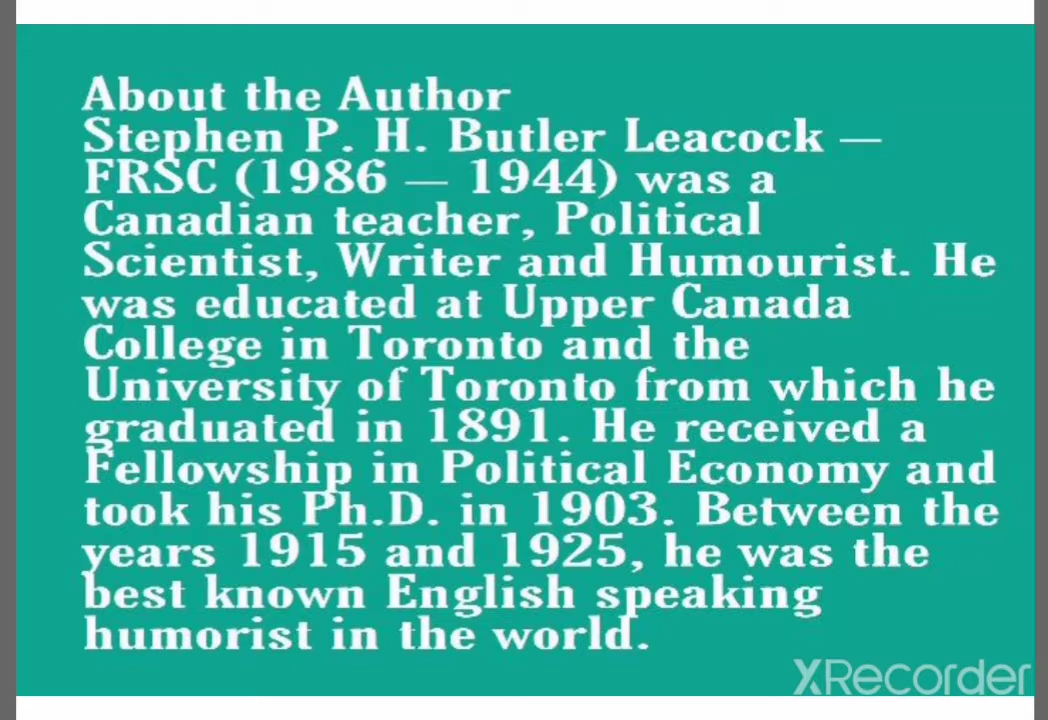 About the Author
Stephen P. H. Butler Leacock —
FRSC (1986 — 1944) was a
Canadian teacher, Political
Scientist, Writer and Humourist. He
was educated at Upper Canada
College in Toronto and the
University of Toronto from which he
graduated in 1891. He received a
Fellowship in Political Economy and
took his Ph.D. in 1903. Between the
years 1915 and 1925, he was the
best known English speaking
humorist in the world.
XRecorder